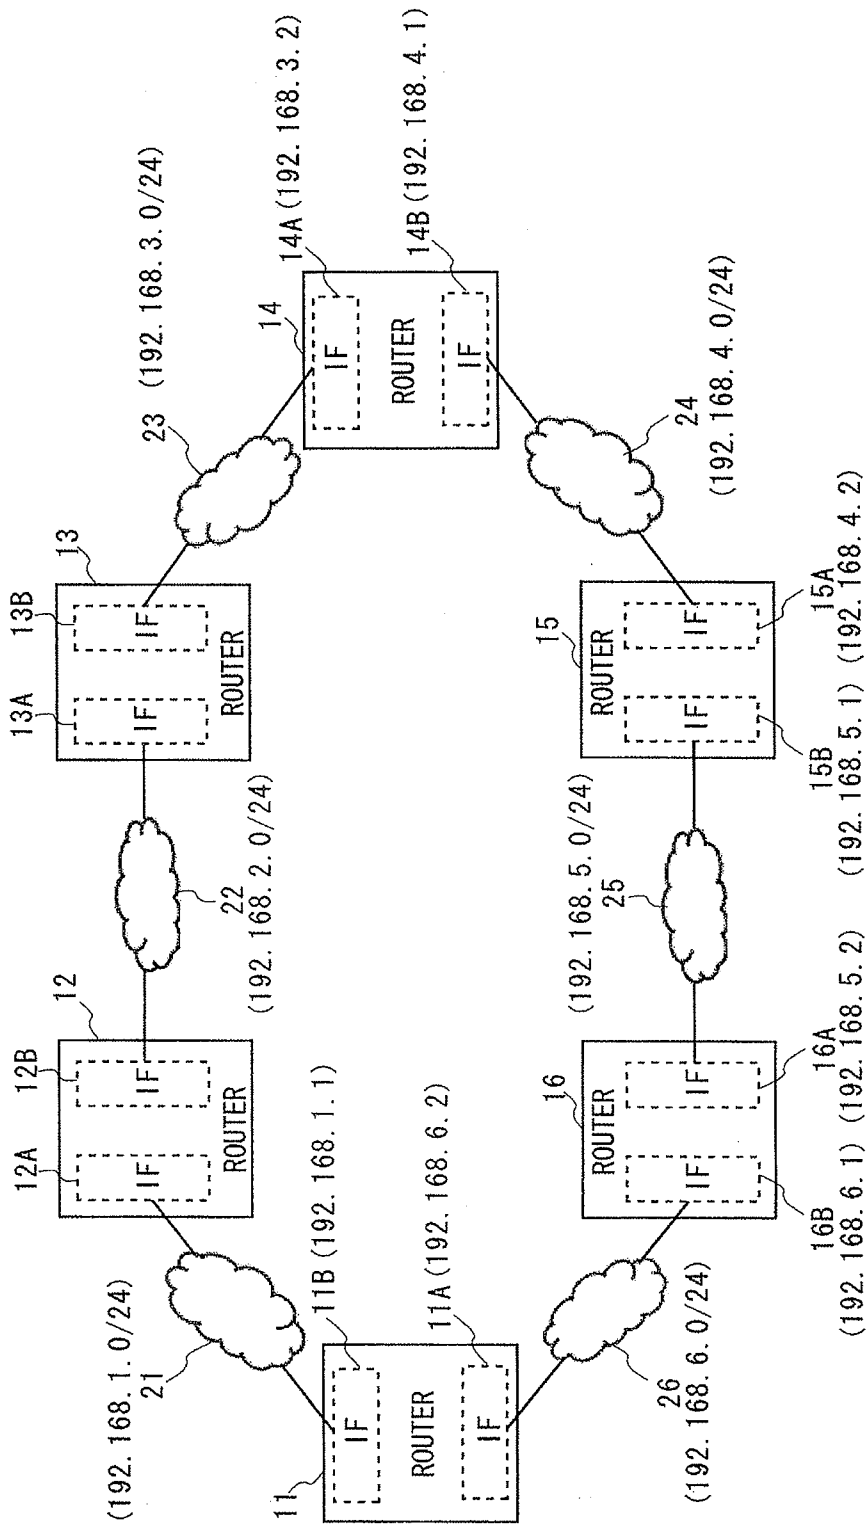 12A
12B
12
13A
13B
13
IF
IF
ROUTER
IF
IF
ROUTER
(192. 168. 1. 0/24)
21
22
(192. 168. 2. 0/24)
23
(192. 168. 3. 0/24)
11
IF
ROUTER
IF
11B (192. 168. 1. 1)
11A (192. 168. 6. 2)
14
IF
ROUTER
IF
14A (192. 168. 3. 2)
14B (192. 168. 4. 1)
26
(192. 168. 6. 0/24)
(192. 168. 5. 0/24)
25
24
(192. 168. 4. 0/24)
16
ROUTER
IF
IF
15
ROUTER
IF
IF
16B
16A
(192. 168. 6. 1) (192. 168. 5. 2)
15B
15A
(192. 168. 5. 1) (192. 168. 4. 2)